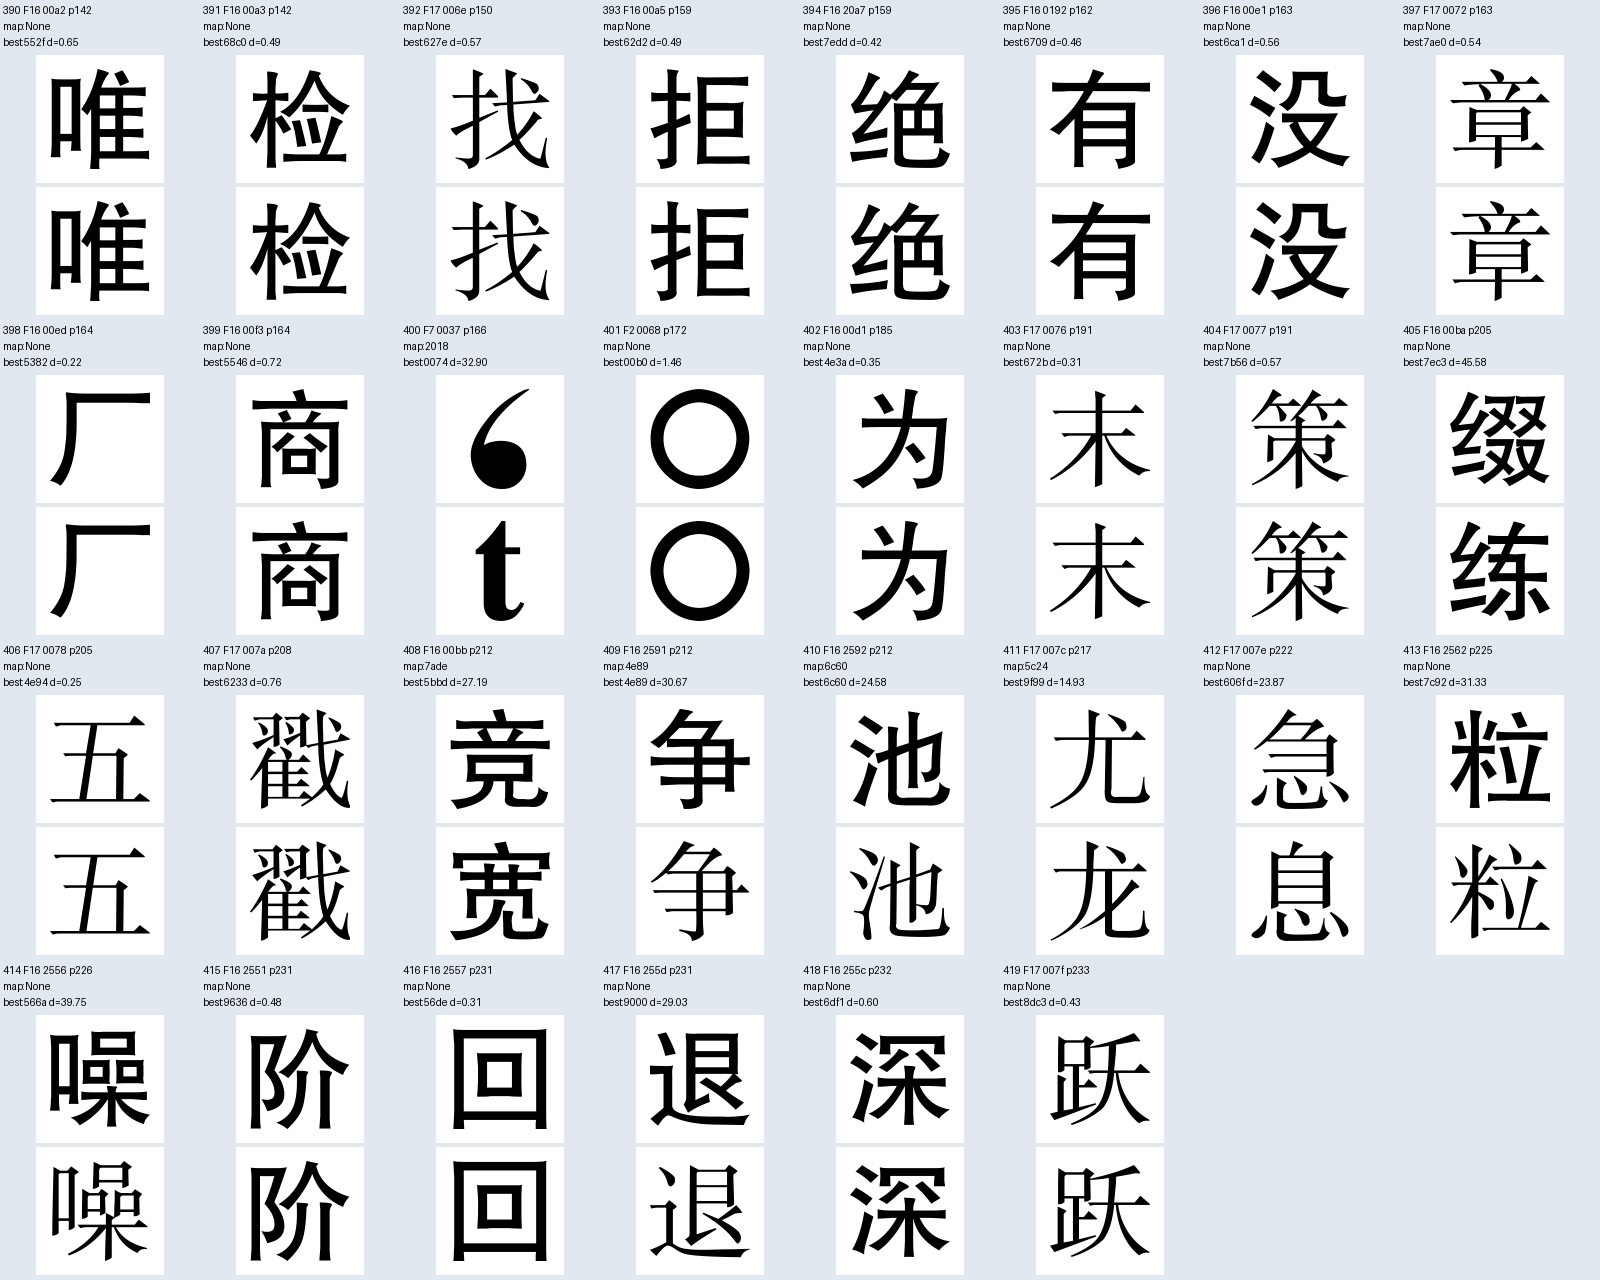 390 F16 00a2 p142 391 F16 00a3 p142 392 F17 006e p150 393 F16 00a5 p159 394 F16 20a7 p159 395 F16 0192 p162 396 F16 00e1 p163 397 F17 0072 p163
map:None map:None map:None map:None map:None map:None map:None map:None
best552f d=0.65 best68c0 d=0.49 best627e d=0.57 best62d2 d=0.49 best7edd d=0.42 best6709 d=0.46 best6ca1 d=0.56 best7ae0 d=0.54
唯 检 找 拒 绝 有 没 章
唯 检 找 拒 绝 有 没 章
398 F16 00ed p164 399 F16 00f3 p164 400 F7 0037 p166 401 F2 0068 p172 402 F16 00d1 p185 403 F17 0076 p191 404 F17 0077 p191 405 F16 00ba p205
map:None map:None map:2018 map:None map:None map:None map:None map:None
best5382 d=0.22 best5546 d=0.72 best0074 d=32.90 best00b0 d=1.46 best4e3a d=0.35 best672b d=0.31 best7b56 d=0.57 best7ec3 d=45.58
厂 商 ‘ ° 为 末 策 缀
厂 商 t ° 为 末 策 练
406 F17 0078 p205 407 F17 007a p208 408 F16 00bb p212 409 F16 2591 p212 410 F16 2592 p212 411 F17 007c p217 412 F17 007e p222 413 F16 2562 p225
map:None map:None map:7ade map:4e89 map:6c60 map:5c24 map:None map:None
best4e94 d=0.25 best6233 d=0.76 best5bbd d=27.19 best4e89 d=30.67 best6c60 d=24.58 best9f99 d=14.93 best606f d=23.87 best7c92 d=31.33
五 戳 竞 争 池 尤 急 粒
五 戳 宽 争 池 龙 息 粒
414 F16 2556 p226 415 F16 2551 p231 416 F16 2557 p231 417 F16 255d p231 418 F16 255c p232 419 F17 007f p233
map:None map:None map:None map:None map:None map:None
best566a d=39.75 best9636 d=0.48 best56de d=0.31 best9000 d=29.03 best6df1 d=0.60 best8dc3 d=0.43
噪 阶 回 退 深 跃
噪 阶 回 退 深 跃